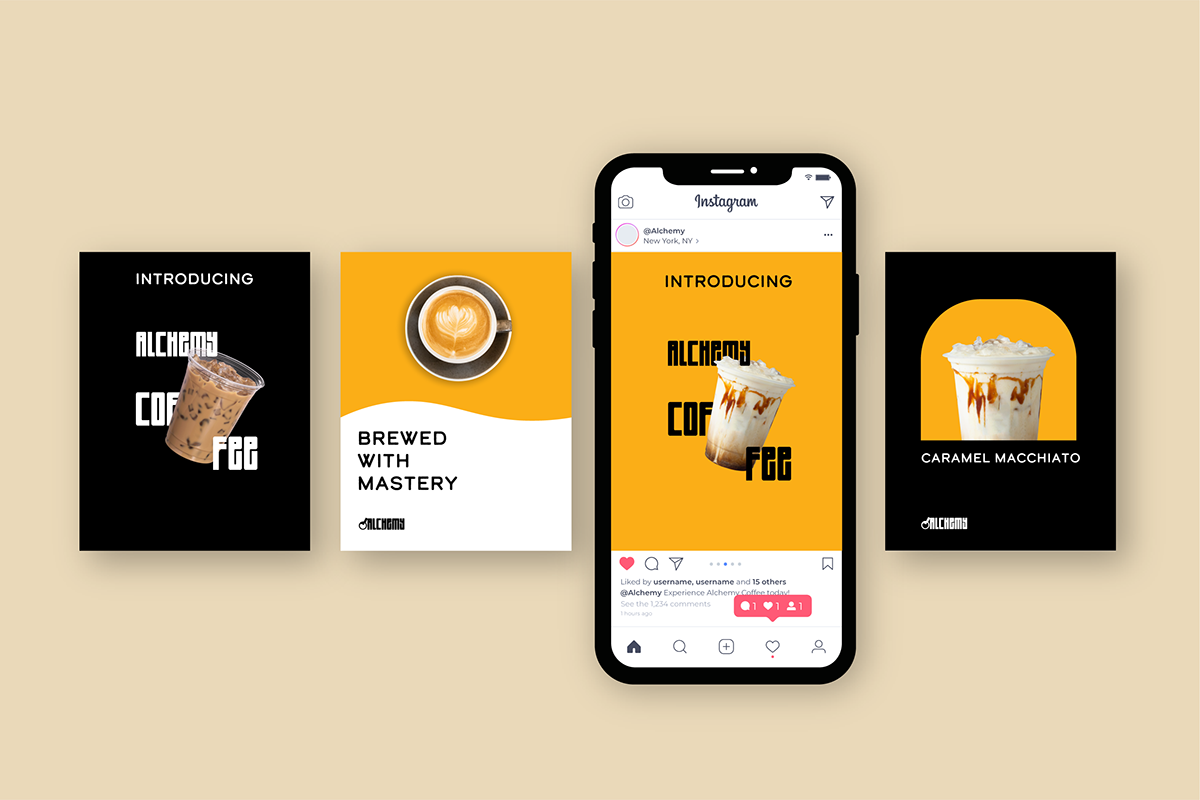 INTRODUCING
ALCHEMY
COF
FEE
BREWED
WITH
MASTERY
ALCHEMY
Instagram
@Alchemy
New York, NY >
INTRODUCING
ALCHEMY
COF
FEE
Liked by username, username and 15 others
@Alchemy Experience Alchemy Coffee today!
See the 1,234 comments
1 hours ago
1 1 1
CARAMEL MACCHIATO
ALCHEMY